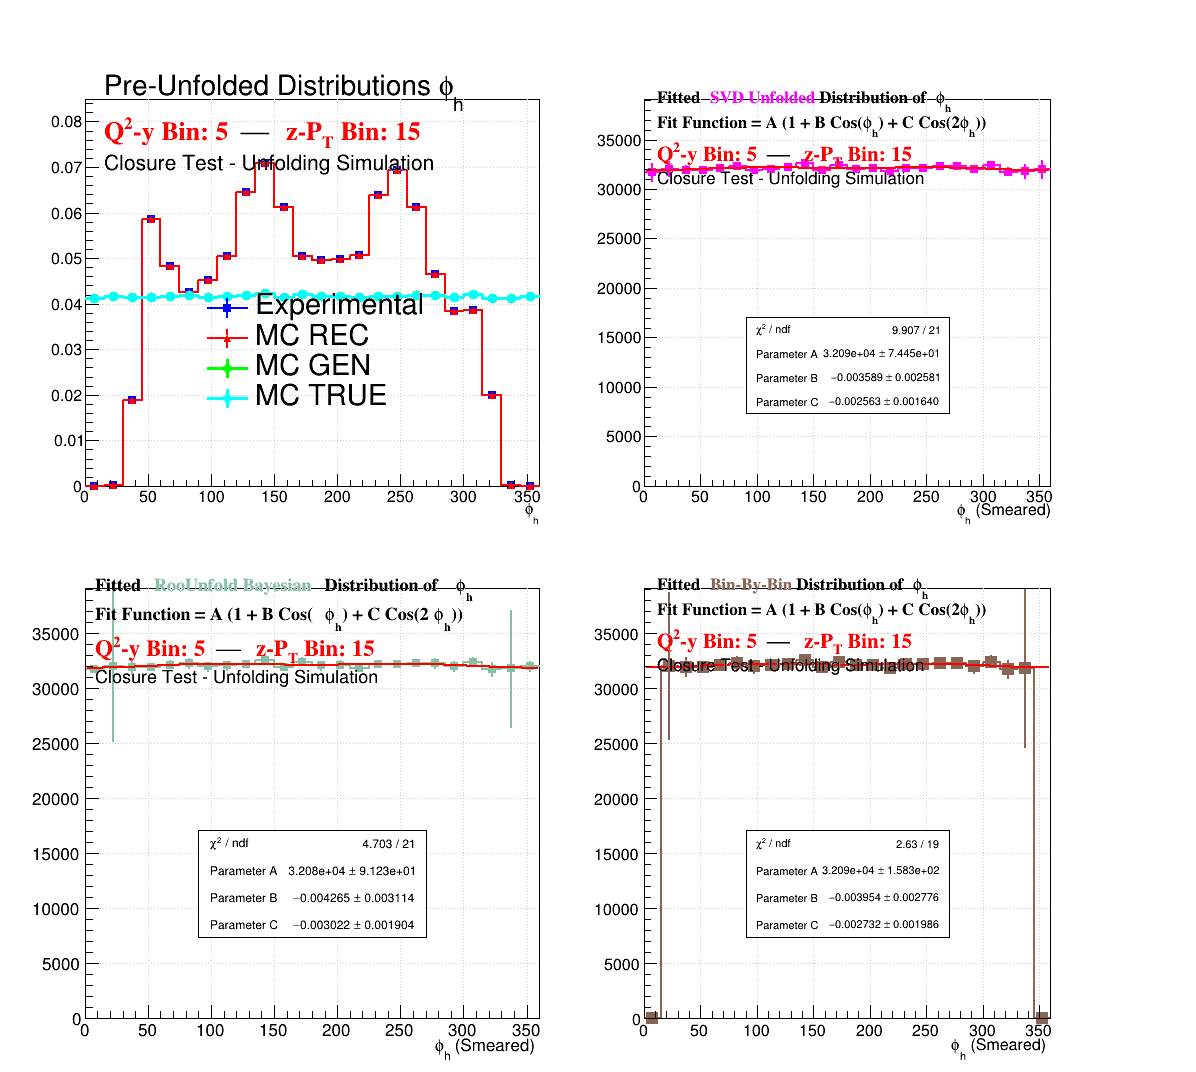 Pre-Unfolded Distributions ϕh
Q2-y Bin: 5 — z-PT Bin: 15
Closure Test - Unfolding Simulation
0.08
0.07
0.06
0.05
0.04
0.03
0.02
0.01
0
Experimental
MC REC
MC GEN
MC TRUE
50 100 150 200 250 300 350
ϕh
Fitted SVD Unfolded Distribution of ϕh
Fit Function = A (1 + B Cos(ϕh) + C Cos(2ϕh))
Q2-y Bin: 5 — z-PT Bin: 15
Closure Test - Unfolding Simulation
35000
30000
25000
20000
15000
10000
5000
0
χ2 / ndf 9.907 / 21
Parameter A 3.209e+04 ± 7.445e+01
Parameter B −0.003589 ± 0.002581
Parameter C −0.002563 ± 0.001640
0 50 100 150 200 250 300 350
ϕh (Smeared)
Fitted RooUnfold Bayesian Distribution of ϕh
Fit Function = A (1 + B Cos( ϕh) + C Cos(2 ϕh))
Q2-y Bin: 5 — z-PT Bin: 15
Closure Test - Unfolding Simulation
35000
30000
25000
20000
15000
10000
5000
0
χ2 / ndf 4.703 / 21
Parameter A 3.208e+04 ± 9.123e+01
Parameter B −0.004265 ± 0.003114
Parameter C −0.003022 ± 0.001904
0 50 100 150 200 250 300 350
ϕh (Smeared)
Fitted Bin-By-Bin Distribution of ϕh
Fit Function = A (1 + B Cos(ϕh) + C Cos(2ϕh))
Q2-y Bin: 5 — z-PT Bin: 15
Closure Test - Unfolding Simulation
35000
30000
25000
20000
15000
10000
5000
0
χ2 / ndf 2.63 / 19
Parameter A 3.209e+04 ± 1.583e+02
Parameter B −0.003954 ± 0.002776
Parameter C −0.002732 ± 0.001986
0 50 100 150 200 250 300 350
ϕh (Smeared)